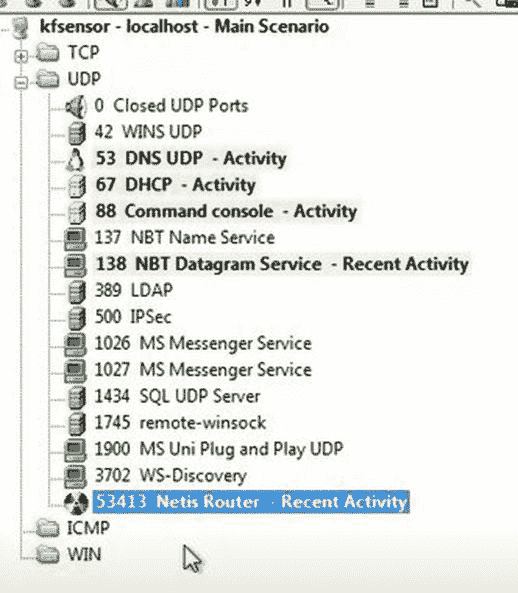 kfsensor - localhost - Main Scenario
TCP
UDP
0 Closed UDP Ports
42 WINS UDP
53 DNS UDP - Activity
67 DHCP - Activity
88 Command console - Activity
137 NBT Name Service
138 NBT Datagram Service - Recent Activity
389 LDAP
500 IPSec
1026 MS Messenger Service
1027 MS Messenger Service
1434 SQL UDP Server
1745 remote-winsock
1900 MS Uni Plug and Play UDP
3702 WS-Discovery
53413 Netis Router - Recent Activity
ICMP
WIN